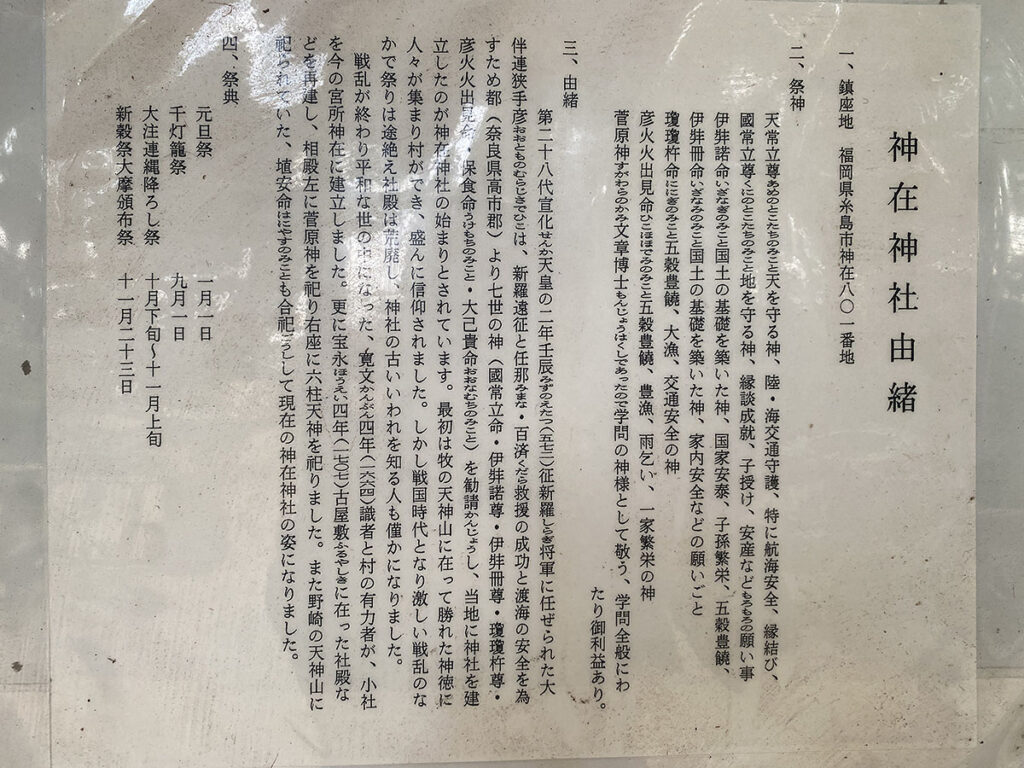 神在神社由緒
一、鎮座地　福岡県糸島市神在八〇一番地
二、祭神
天常立尊あめのとこたちのみこと天を守る神、陸・海交通守護、特に航海安全、縁結び、
國常立尊くにのとこたちのみこと地を守る神、縁談成就、子授け、安産などもろもろの願い事
伊弉諾命いざなぎのみこと国土の基礎を築いた神、国家安泰、子孫繁栄、五穀豊饒、
伊弉冊命いざなみのみこと国土の基礎を築いた神、家内安全などの願いごと
瓊瓊杵命ににぎのみこと五穀豊饒、大漁、交通安全の神
彦火火出見命ひこほほでみのみこと五穀豊饒、豊漁、雨乞い、一家繁栄の神
菅原神すがわらのかみ文章博士もんじょうはくしであったので学問の神様として敬う、学問全般にわ
たり御利益あり。
三、由緒
第二十八代宣化せんか天皇の二年壬辰みずのえたつ（五七二）征新羅しらぎ将軍に任ぜられた大
伴連狭手彦おおとものむらじさでひこは、新羅遠征と任那みまな・百済くだら救援の成功と渡海の安全を為
すため都（奈良県高市郡）より七世の神（國常立命・伊弉諾尊・伊弉冊尊・瓊瓊杵尊・
彦火火出見命・保食命うけもちのみこと・大己貴命おおなむちのみこと）を勧請かんじょうし、当地に神社を建
立したのが神在神社の始まりとされています。最初は牧の天神山に在って勝れた神徳に
人々が集まり村ができ、盛んに信仰されました。しかし戦国時代となり激しい戦乱のな
かで祭りは途絶え社殿は荒廃し、神社の古いいわれを知る人も僅かになりました。
戦乱が終わり平和な世の中になった、寛文かんぶん四年（一六六四）識者と村の有力者が、小社
を今の宮所神在に建立しました。更に宝永ほうえい四年（一七〇七）古屋敷ふるやしきに在った社殿な
どを再建し、相殿左に菅原神を祀り右座に六柱天神を祀りました。また野崎の天神山に
祀られていた、埴安命はにやすのみことも合祀ごうしして現在の神在神社の姿になりました。
四、祭典
元旦祭　一月一日
千灯籠祭　九月一日
大注連縄降ろし祭　十月下旬〜十一月上旬
新穀祭大摩頒布祭　十一月二十三日